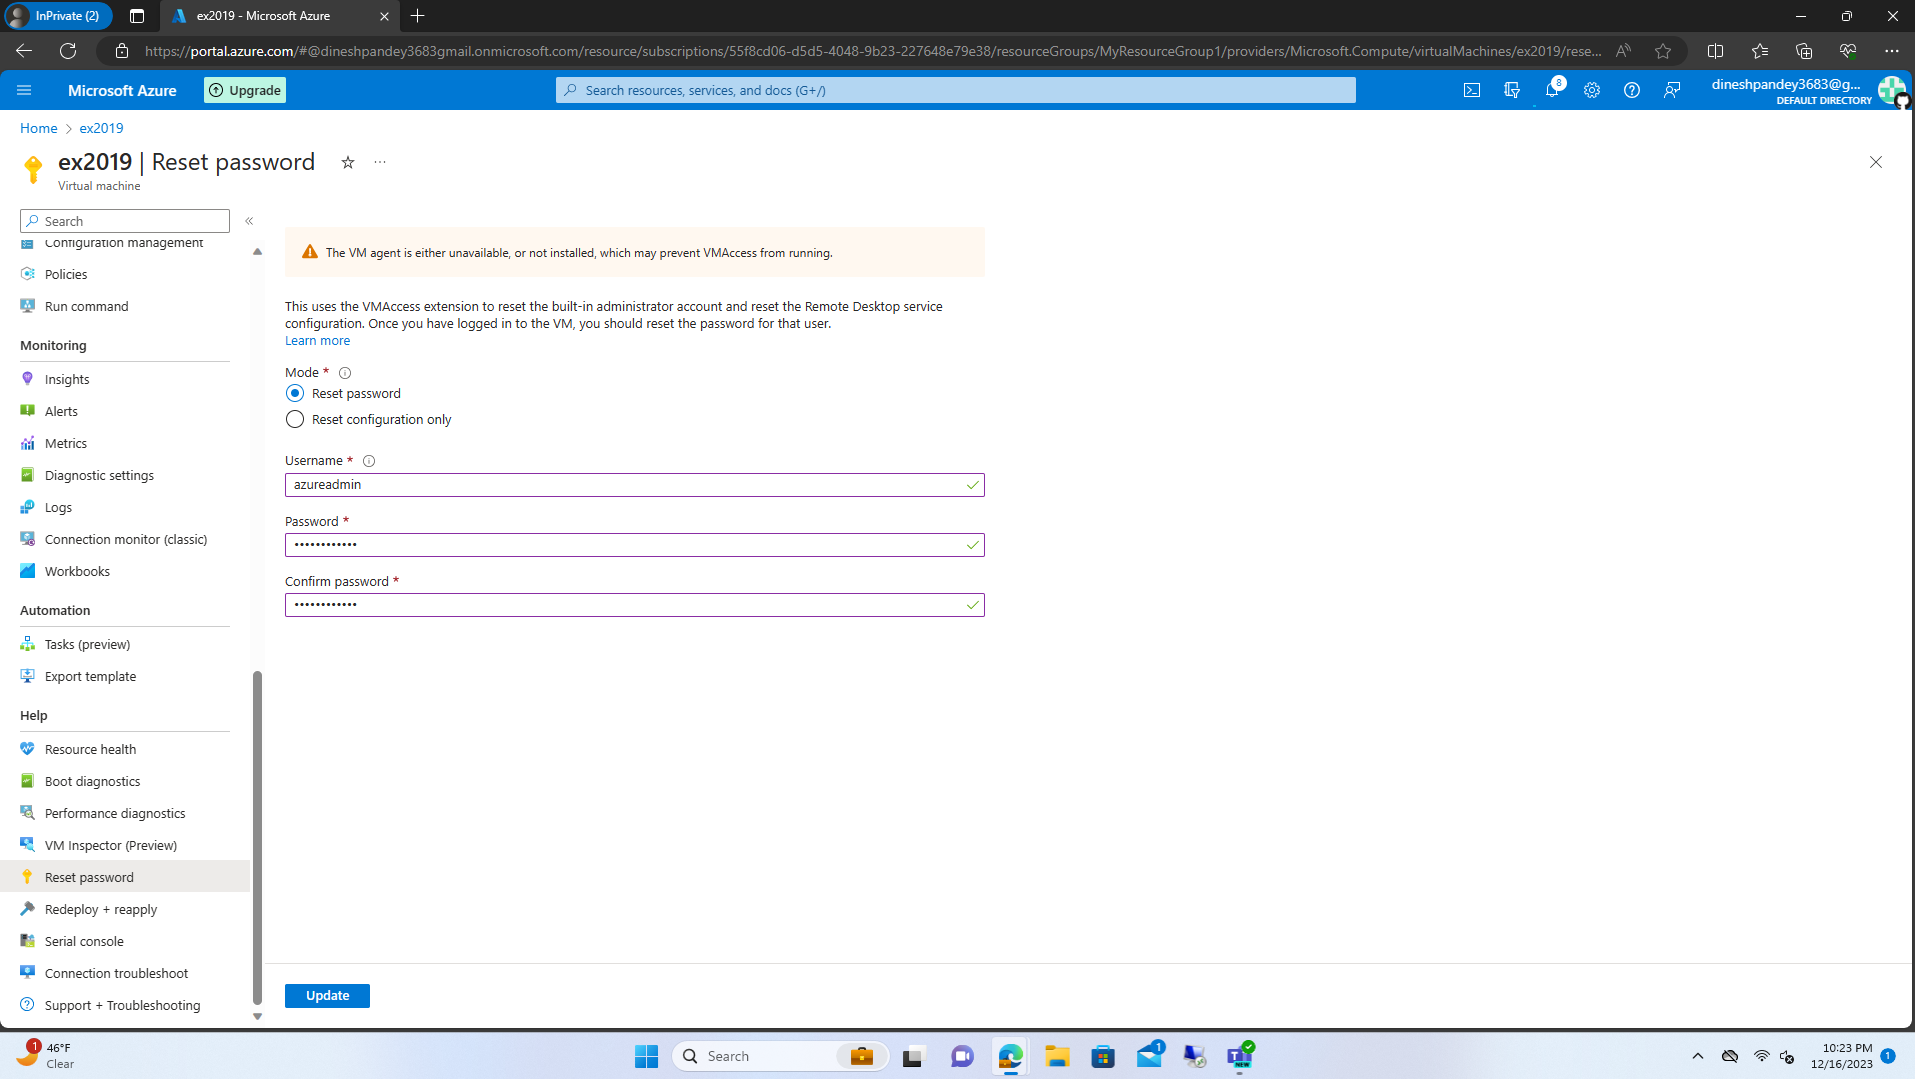 InPrivate (2)
ex2019 - Microsoft Azure
https://portal.azure.com/#@dineshpandey3683gmail.onmicrosoft.com/resource/subscriptions/55f8cd06-d5d5-4048-9b23-227648e79e38/resourceGroups/MyResourceGroup1/providers/Microsoft.Compute/virtualMachines/ex2019/rese...
Microsoft Azure
Upgrade
Search resources, services, and docs (G+/)
8
dineshpandey3683@g...
DEFAULT DIRECTORY
Home > ex2019
ex2019 | Reset password
Virtual machine
Search
Configuration management
Policies
Run command
Monitoring
Insights
Alerts
Metrics
Diagnostic settings
Logs
Connection monitor (classic)
Workbooks
Automation
Tasks (preview)
Export template
Help
Resource health
Boot diagnostics
Performance diagnostics
VM Inspector (Preview)
Reset password
Redeploy + reapply
Serial console
Connection troubleshoot
Support + Troubleshooting
The VM agent is either unavailable, or not installed, which may prevent VMAccess from running.
This uses the VMAccess extension to reset the built-in administrator account and reset the Remote Desktop service
configuration. Once you have logged in to the VM, you should reset the password for that user.
Learn more
Mode *
Reset password
Reset configuration only
Username *
azureadmin
Password *
••••••••••••
Confirm password *
••••••••••••
Update
1
46°F
Clear
Search
1
NEW
10:23 PM
12/16/2023
1